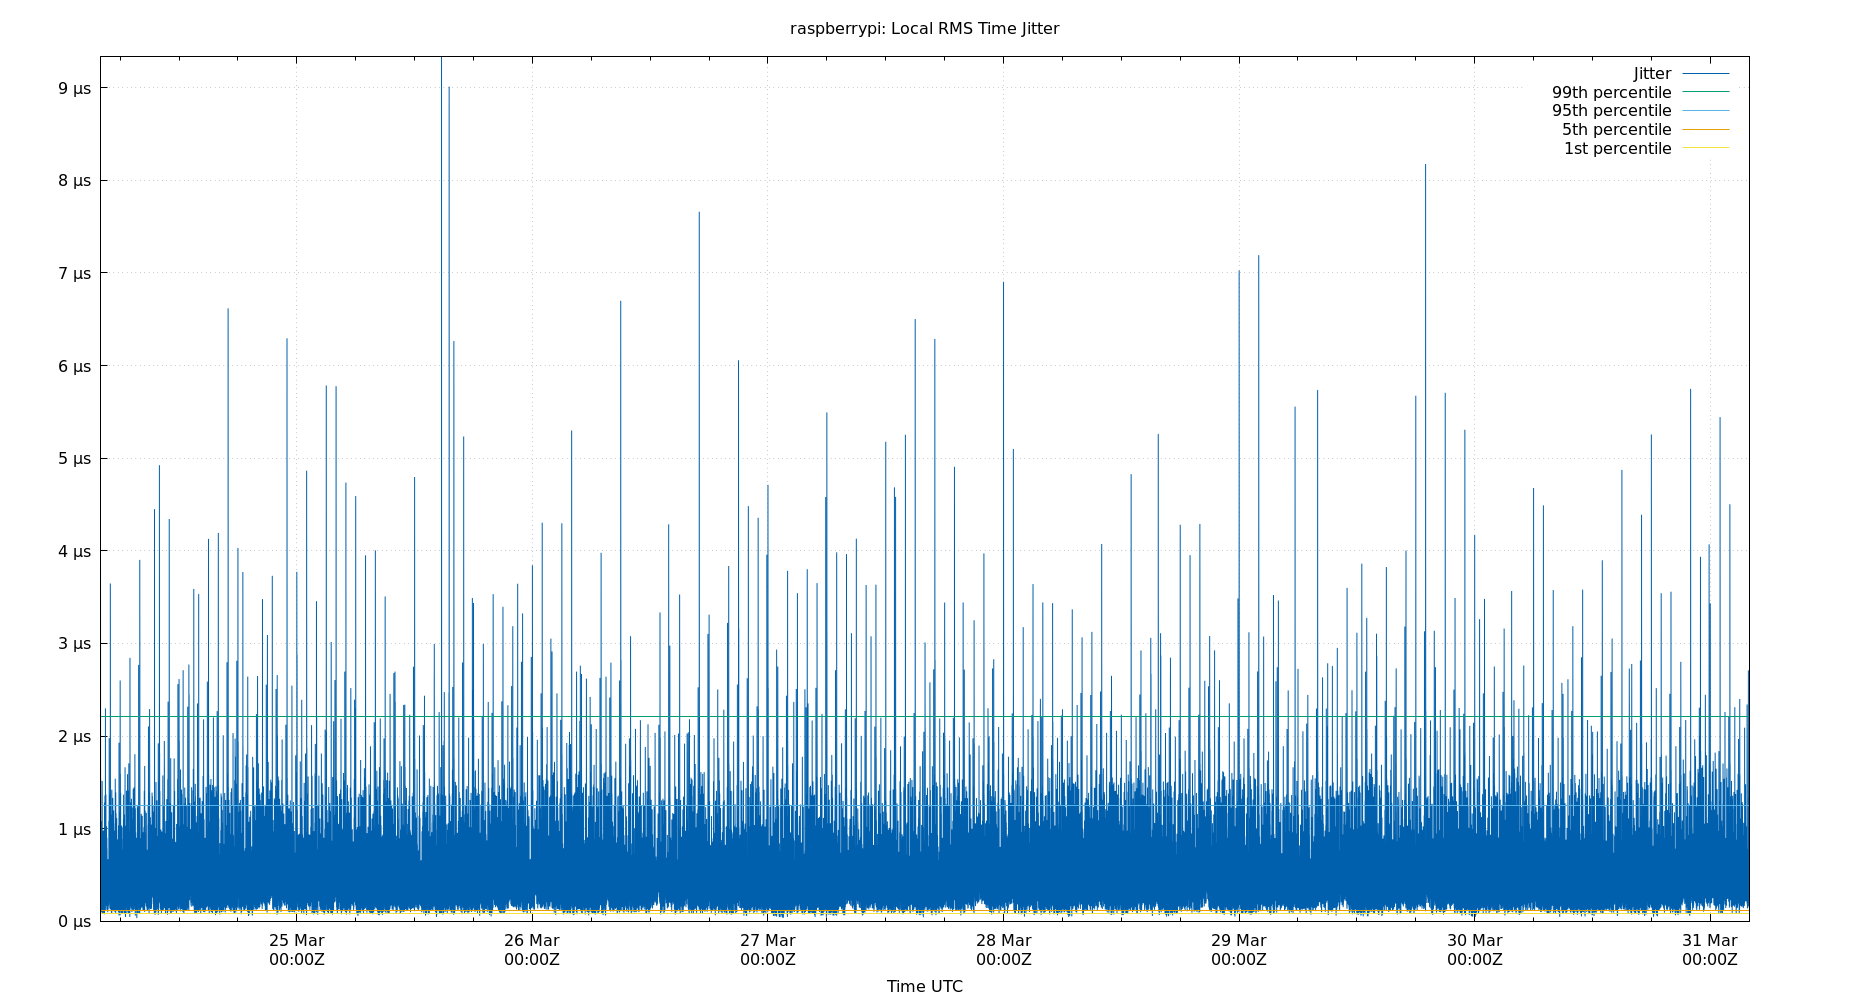 raspberrypi: Local RMS Time Jitter
Jitter
99th percentile
95th percentile
5th percentile
1st percentile
9 µs
8 µs
7 µs
6 µs
5 µs
4 µs
3 µs
2 µs
1 µs
0 µs
25 Mar
00:00Z
26 Mar
00:00Z
27 Mar
00:00Z
28 Mar
00:00Z
29 Mar
00:00Z
30 Mar
00:00Z
31 Mar
00:00Z
Time UTC